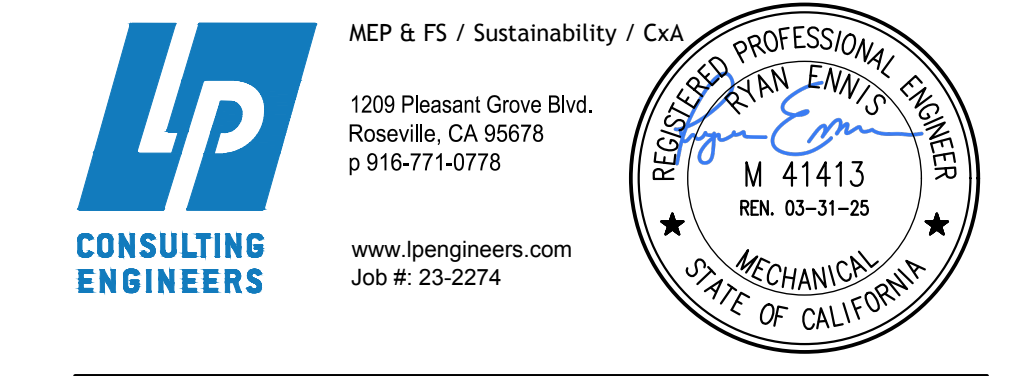 LP
CONSULTING
ENGINEERS
MEP & FS / Sustainability / CxA
1209 Pleasant Grove Blvd.
Roseville, CA 95678
p 916-771-0778
www.lpengineers.com
Job #: 23-2274
REGISTERED PROFESSIONAL ENGINEER
RYAN ENNIS
M 41413
REN. 03-31-25
MECHANICAL
STATE OF CALIFORNIA